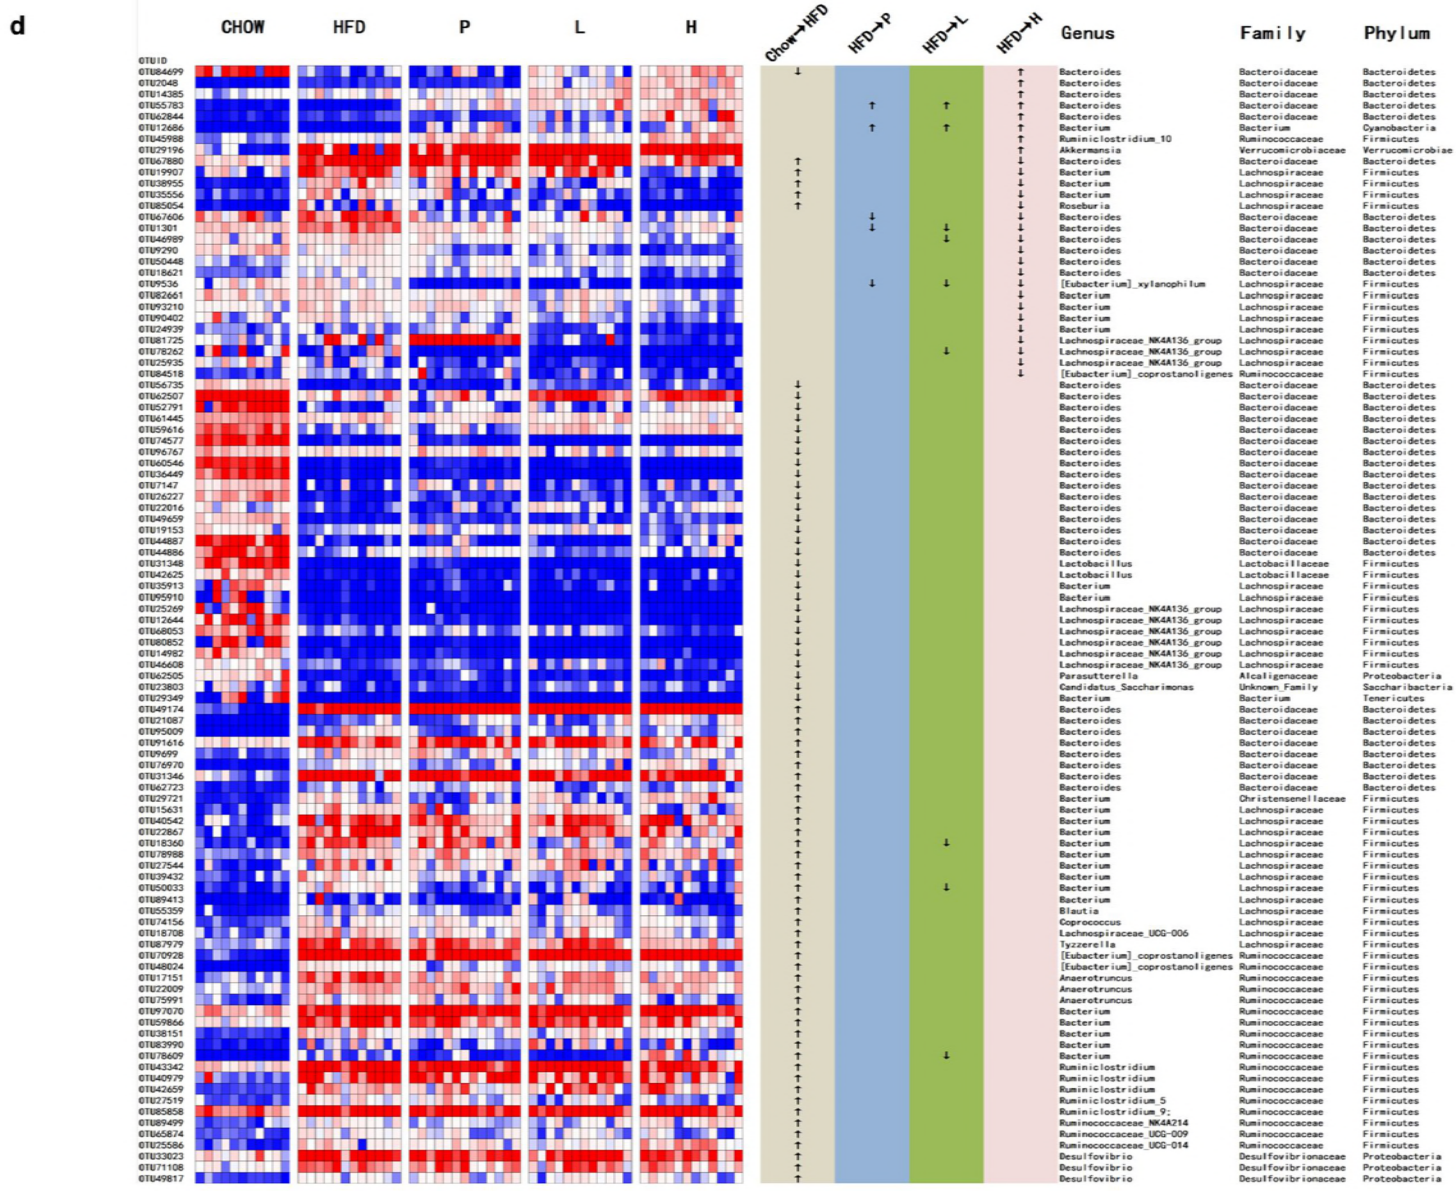 d
CHOW HFD P L H Chow→HFD HFD→P HFD→L HFD→H Genus Family Phylum
OTUID
OTU84699 ↓ ↑ Bacteroides Bacteroidaceae Bacteroidetes
OTU2048 ↑ Bacteroides Bacteroidaceae Bacteroidetes
OTU14385 ↑ Bacteroides Bacteroidaceae Bacteroidetes
OTU55783 ↑ ↑ ↑ Bacteroides Bacteroidaceae Bacteroidetes
OTU62844 ↑ Bacteroides Bacteroidaceae Bacteroidetes
OTU12686 ↑ ↑ ↑ Bacterium Bacterium Cyanobacteria
OTU45988 ↑ Ruminiclostridium_10 Ruminococcaceae Firmicutes
OTU29196 ↑ Akkermansia Verrucomicrobiaceae Verrucomicrobiae
OTU67880 ↑ ↓ Bacteroides Bacteroidaceae Bacteroidetes
OTU19907 ↑ ↓ Bacterium Lachnospiraceae Firmicutes
OTU38955 ↑ ↓ Bacterium Lachnospiraceae Firmicutes
OTU35556 ↑ ↓ Bacterium Lachnospiraceae Firmicutes
OTU85054 ↑ ↓ Roseburia Lachnospiraceae Firmicutes
OTU67606 ↓ ↓ Bacteroides Bacteroidaceae Bacteroidetes
OTU1301 ↓ ↓ ↓ Bacteroides Bacteroidaceae Bacteroidetes
OTU46989 ↓ ↓ Bacteroides Bacteroidaceae Bacteroidetes
OTU9290 ↓ Bacteroides Bacteroidaceae Bacteroidetes
OTU50448 ↓ Bacteroides Bacteroidaceae Bacteroidetes
OTU18621 ↓ Bacteroides Bacteroidaceae Bacteroidetes
OTU9536 ↓ ↓ ↓ [Eubacterium]_xylanophilum Lachnospiraceae Firmicutes
OTU82661 ↓ Bacterium Lachnospiraceae Firmicutes
OTU93210 ↓ Bacterium Lachnospiraceae Firmicutes
OTU90402 ↓ Bacterium Lachnospiraceae Firmicutes
OTU24939 ↓ Bacterium Lachnospiraceae Firmicutes
OTU81725 ↓ Lachnospiraceae_NK4A136_group Lachnospiraceae Firmicutes
OTU78262 ↓ ↓ Lachnospiraceae_NK4A136_group Lachnospiraceae Firmicutes
OTU25935 ↓ Lachnospiraceae_NK4A136_group Lachnospiraceae Firmicutes
OTU84518 ↓ [Eubacterium]_coprostanoligenes Ruminococcaceae Firmicutes
OTU56735 ↓ Bacteroides Bacteroidaceae Bacteroidetes
OTU62507 ↓ Bacteroides Bacteroidaceae Bacteroidetes
OTU52791 ↓ Bacteroides Bacteroidaceae Bacteroidetes
OTU61445 ↓ Bacteroides Bacteroidaceae Bacteroidetes
OTU59616 ↓ Bacteroides Bacteroidaceae Bacteroidetes
OTU74577 ↓ Bacteroides Bacteroidaceae Bacteroidetes
OTU96767 ↓ Bacteroides Bacteroidaceae Bacteroidetes
OTU60546 ↓ Bacteroides Bacteroidaceae Bacteroidetes
OTU36449 ↓ Bacteroides Bacteroidaceae Bacteroidetes
OTU7147 ↓ Bacteroides Bacteroidaceae Bacteroidetes
OTU26227 ↓ Bacteroides Bacteroidaceae Bacteroidetes
OTU22016 ↓ Bacteroides Bacteroidaceae Bacteroidetes
OTU49659 ↓ Bacteroides Bacteroidaceae Bacteroidetes
OTU19153 ↓ Bacteroides Bacteroidaceae Bacteroidetes
OTU44887 ↓ Bacteroides Bacteroidaceae Bacteroidetes
OTU44886 ↓ Bacteroides Bacteroidaceae Bacteroidetes
OTU31348 ↓ Lactobacillus Lactobacillaceae Firmicutes
OTU42625 ↓ Lactobacillus Lactobacillaceae Firmicutes
OTU35913 ↓ Bacterium Lachnospiraceae Firmicutes
OTU95910 ↓ Bacterium Lachnospiraceae Firmicutes
OTU25269 ↓ Lachnospiraceae_NK4A136_group Lachnospiraceae Firmicutes
OTU12644 ↓ Lachnospiraceae_NK4A136_group Lachnospiraceae Firmicutes
OTU68053 ↓ Lachnospiraceae_NK4A136_group Lachnospiraceae Firmicutes
OTU80852 ↓ Lachnospiraceae_NK4A136_group Lachnospiraceae Firmicutes
OTU14982 ↓ Lachnospiraceae_NK4A136_group Lachnospiraceae Firmicutes
OTU46608 ↓ Lachnospiraceae_NK4A136_group Lachnospiraceae Firmicutes
OTU62505 ↓ Parasutterella Alcaligenaceae Proteobacteria
OTU23803 ↓ Candidatus_Saccharimonas Unknown_Family Saccharibacteria
OTU29349 ↓ Bacterium Bacterium Tenericutes
OTU49174 ↑ Bacteroides Bacteroidaceae Bacteroidetes
OTU21087 ↑ Bacteroides Bacteroidaceae Bacteroidetes
OTU95009 ↑ Bacteroides Bacteroidaceae Bacteroidetes
OTU91616 ↑ Bacteroides Bacteroidaceae Bacteroidetes
OTU9699 ↑ Bacteroides Bacteroidaceae Bacteroidetes
OTU76970 ↑ Bacteroides Bacteroidaceae Bacteroidetes
OTU31346 ↑ Bacteroides Bacteroidaceae Bacteroidetes
OTU62723 ↑ Bacteroides Bacteroidaceae Bacteroidetes
OTU29721 ↑ Bacterium Christensenellaceae Firmicutes
OTU15631 ↑ Bacterium Lachnospiraceae Firmicutes
OTU40542 ↑ Bacterium Lachnospiraceae Firmicutes
OTU22867 ↑ Bacterium Lachnospiraceae Firmicutes
OTU18360 ↑ ↓ Bacterium Lachnospiraceae Firmicutes
OTU78988 ↑ Bacterium Lachnospiraceae Firmicutes
OTU27544 ↑ Bacterium Lachnospiraceae Firmicutes
OTU39432 ↑ Bacterium Lachnospiraceae Firmicutes
OTU50033 ↑ ↓ Bacterium Lachnospiraceae Firmicutes
OTU89413 ↑ Bacterium Lachnospiraceae Firmicutes
OTU55359 ↑ Blautia Lachnospiraceae Firmicutes
OTU74156 ↑ Coprococcus Lachnospiraceae Firmicutes
OTU18708 ↑ Lachnospiraceae_UCG-006 Lachnospiraceae Firmicutes
OTU87979 ↑ Tyzzerella Lachnospiraceae Firmicutes
OTU70928 ↑ [Eubacterium]_coprostanoligenes Ruminococcaceae Firmicutes
OTU48024 ↑ [Eubacterium]_coprostanoligenes Ruminococcaceae Firmicutes
OTU17151 ↑ Anaerotruncus Ruminococcaceae Firmicutes
OTU22009 ↑ Anaerotruncus Ruminococcaceae Firmicutes
OTU75991 ↑ Anaerotruncus Ruminococcaceae Firmicutes
OTU97070 ↑ Bacterium Ruminococcaceae Firmicutes
OTU59866 ↑ Bacterium Ruminococcaceae Firmicutes
OTU38151 ↑ Bacterium Ruminococcaceae Firmicutes
OTU83990 ↑ Bacterium Ruminococcaceae Firmicutes
OTU78609 ↑ ↓ Bacterium Ruminococcaceae Firmicutes
OTU43342 ↑ Ruminiclostridium Ruminococcaceae Firmicutes
OTU40979 ↑ Ruminiclostridium Ruminococcaceae Firmicutes
OTU42659 ↑ Ruminiclostridium Ruminococcaceae Firmicutes
OTU27519 ↑ Ruminiclostridium_5 Ruminococcaceae Firmicutes
OTU85858 ↑ Ruminiclostridium_9; Ruminococcaceae Firmicutes
OTU89499 ↑ Ruminococcaceae_NK4A214 Ruminococcaceae Firmicutes
OTU65874 ↑ Ruminococcaceae_UCG-009 Ruminococcaceae Firmicutes
OTU25586 ↑ Ruminococcaceae_UCG-014 Ruminococcaceae Firmicutes
OTU33023 ↑ Desulfovibrio Desulfovibrionaceae Proteobacteria
OTU71108 ↑ Desulfovibrio Desulfovibrionaceae Proteobacteria
OTU49817 ↑ Desulfovibrio Desulfovibrionaceae Proteobacteria